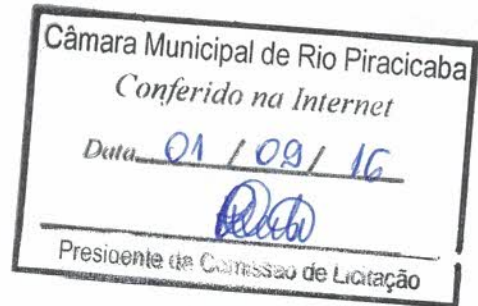 Câmara Municipal de Rio Piracicaba
Conferido na Internet
Data 01 / 09 / 16
Presidente da Comissão de Licitação